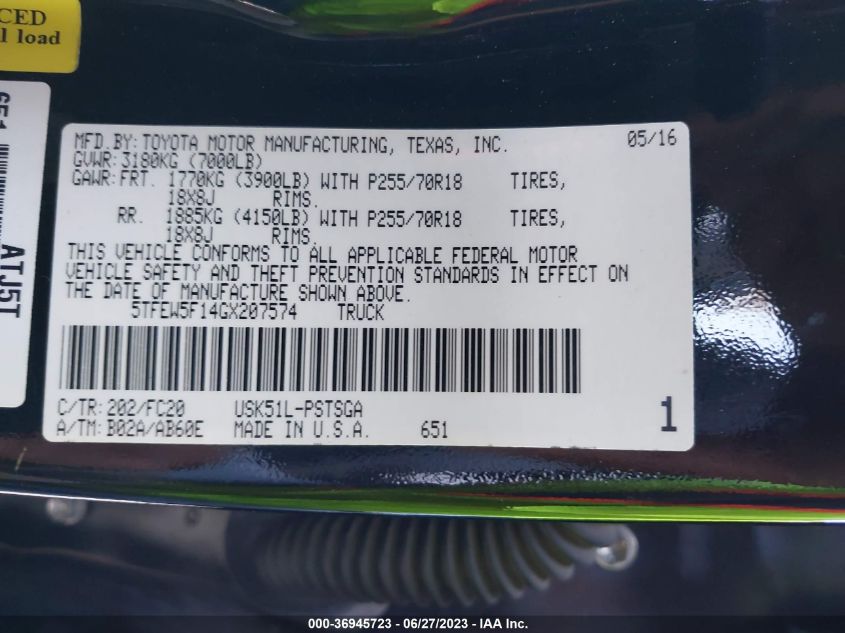 CED
l load
651
ATJ5T
MFD.BY: TOYOTA MOTOR MANUFACTURING, TEXAS, INC. 05/16
GVWR: 3180KG (7000LB)
GAWR: FRT. 1770KG (3900LB) WITH P255/70R18 TIRES,
18X8J RIMS.
RR. 1885KG (4150LB) WITH P255/70R18 TIRES,
18X8J RIMS.
THIS VEHICLE CONFORMS TO ALL APPLICABLE FEDERAL MOTOR
VEHICLE SAFETY AND THEFT PREVENTION STANDARDS IN EFFECT ON
THE DATE OF MANUFACTURE SHOWN ABOVE.
5TFEW5F14GX207574 TRUCK
C/TR: 202/FC20 USK51L-PSTSGA
A/TM: B02A/AB60E MADE IN U.S.A. 651
1
000-36945723 - 06/27/2023 - IAAI Inc.